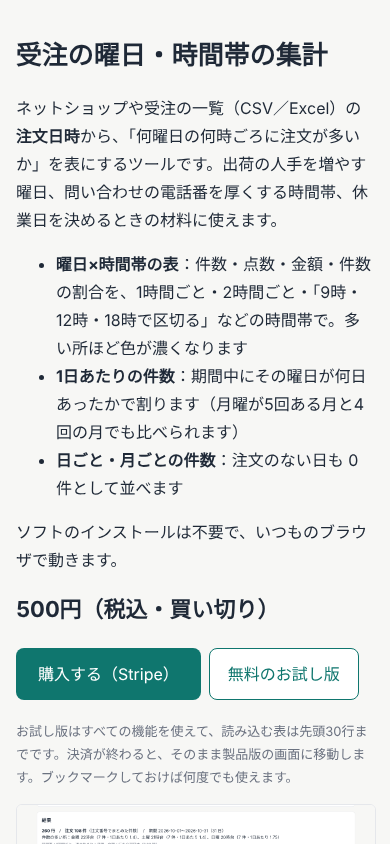 受注の曜日・時間帯の集計
ネットショップや受注の一覧（CSV／Excel）の
注文日時から、「何曜日の何時ごろに注文が多い
か」を表にするツールです。出荷の人手を増やす
曜日、問い合わせの電話番を厚くする時間帯、休
業日を決めるときの材料に使えます。
• 曜日×時間帯の表：件数・点数・金額・件数
の割合を、1時間ごと・2時間ごと・「9時・
12時・18時で区切る」などの時間帯で。多
い所ほど色が濃くなります
• 1日あたりの件数：期間中にその曜日が何日
あったかで割ります（月曜が5回ある月と4
回の月でも比べられます）
• 日ごと・月ごとの件数：注文のない日も 0
件として並べます
ソフトのインストールは不要で、いつものブラウ
ザで動きます。
500円（税込・買い切り）
購入する（Stripe）
無料のお試し版
お試し版はすべての機能を使えて、読み込む表は先頭30行ま
でです。決済が終わると、そのまま製品版の画面に移動しま
す。ブックマークしておけば何度でも使えます。
結果